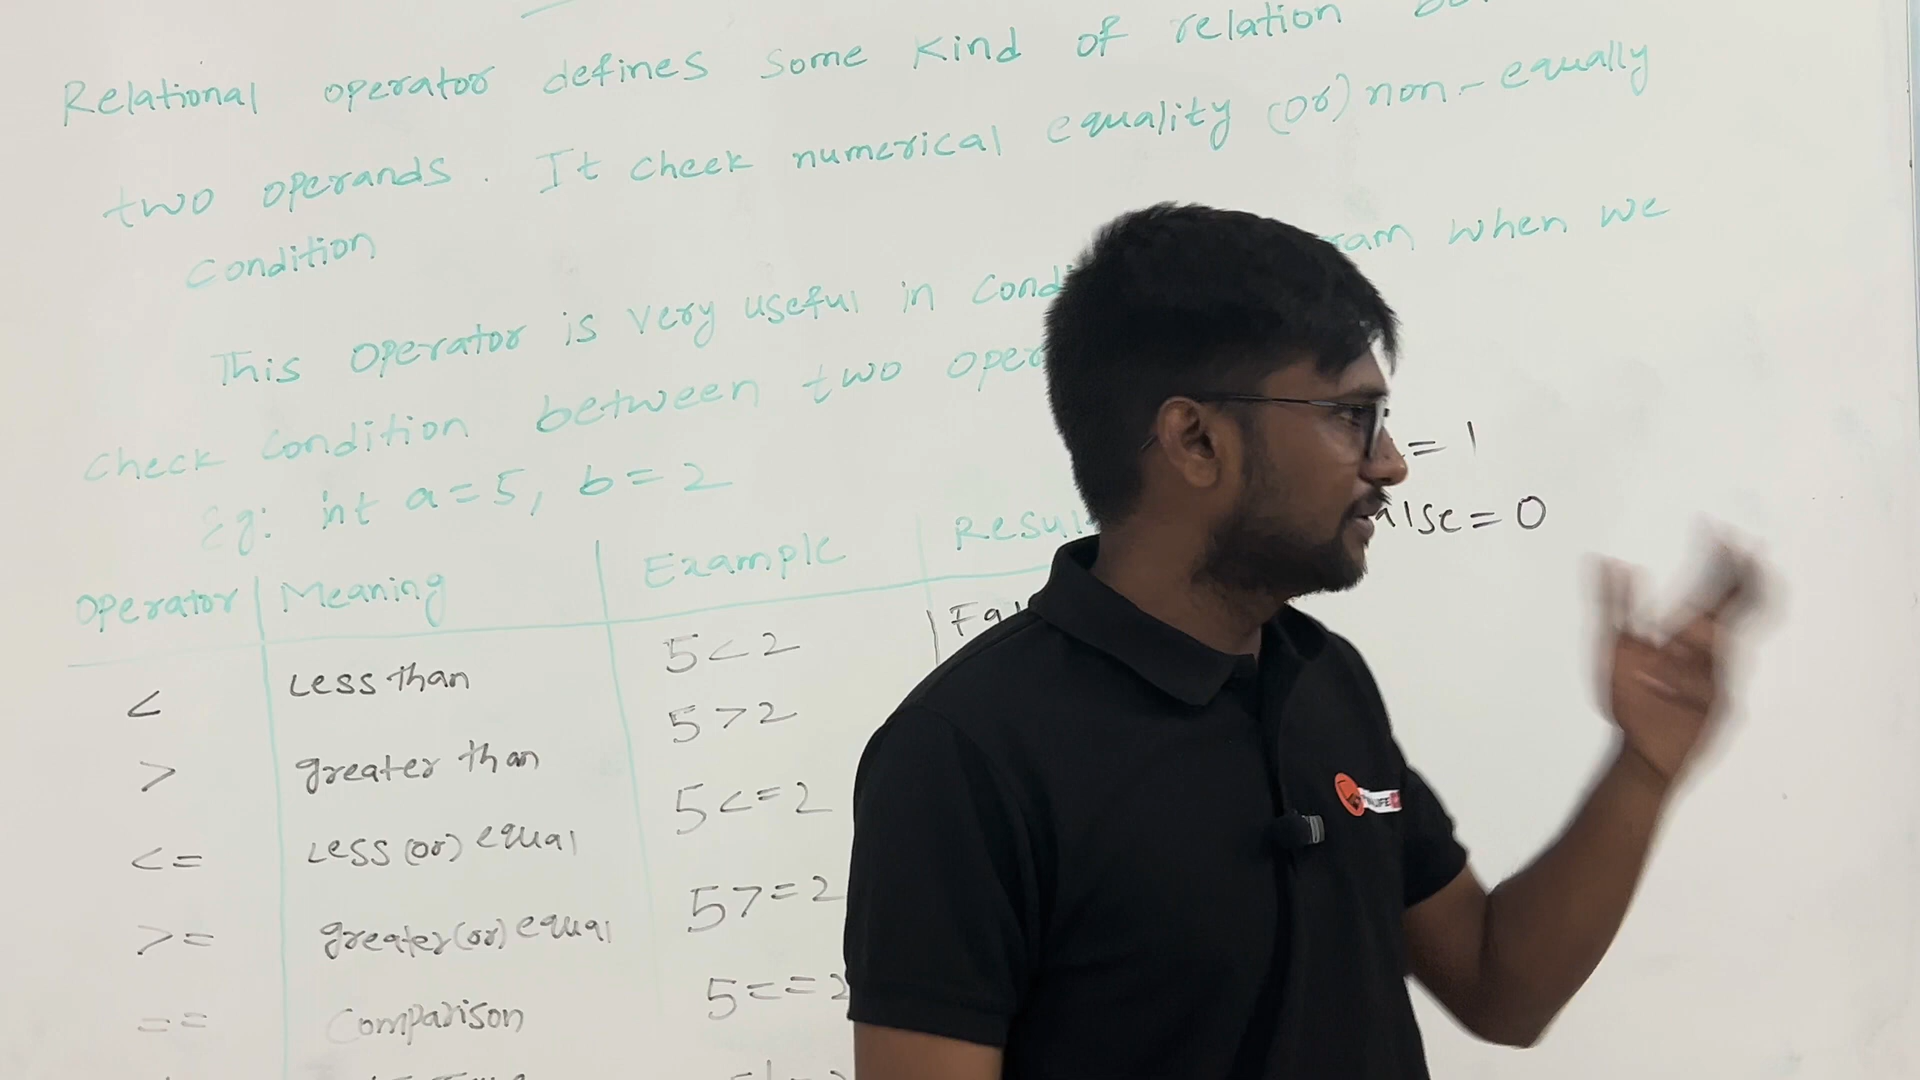 Relational operator defines some kind of relation
two operands. It cheek numerical equality (or) non-equally
condition
This operator is very useful in cond ram when we
check condition between two oper
Eg: int a=5, b=2
= 1
alse = 0
Operator Meaning Example Resul
< Less than 5<2 Fal
> greater than 5>2
<= Less (or) equal 5<=2
>= greater (or) equal 5>=2
== Comparison 5==2